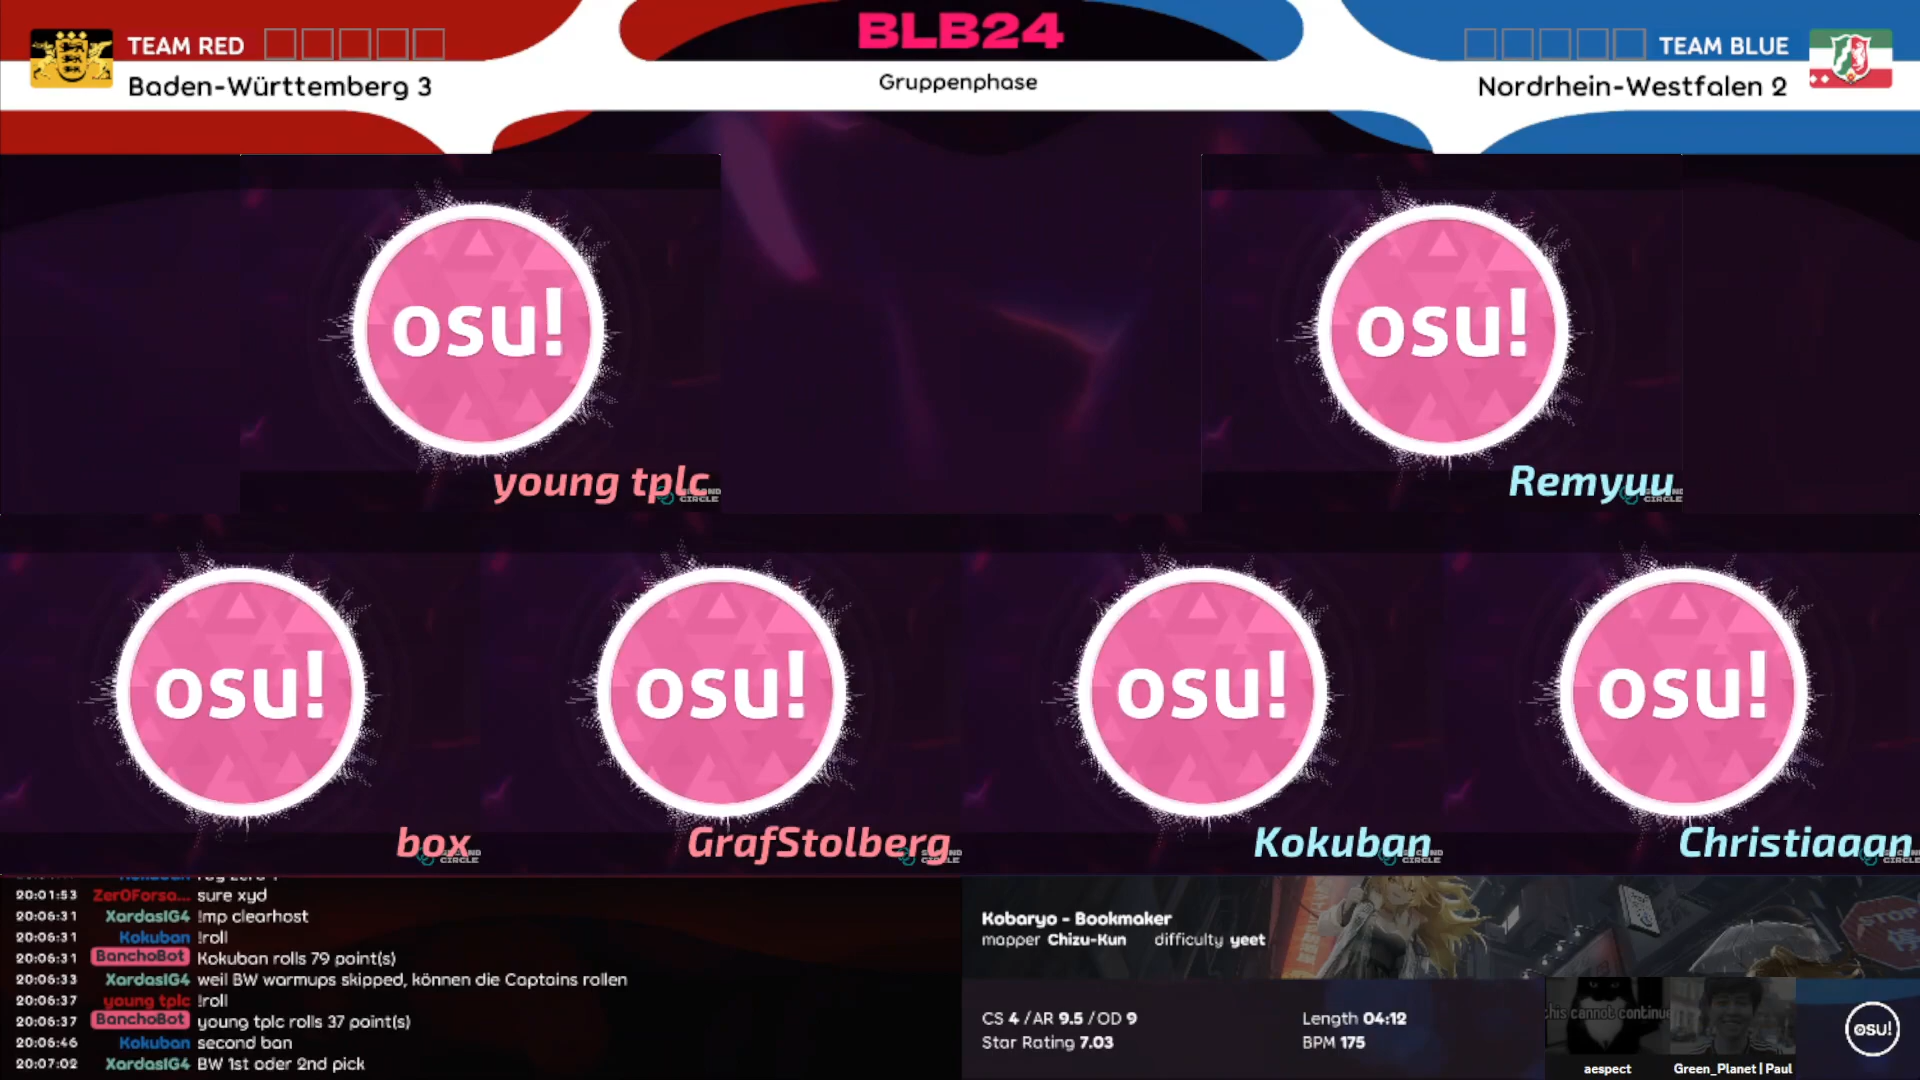 TEAM RED
Baden-Württemberg 3
BLB24
Gruppenphase
TEAM BLUE
Nordrhein-Westfalen 2
osu!
young tplc
osu!
Remyuu
osu!
box
osu!
GrafStolberg
osu!
Kokuban
osu!
Christiaaan
20:01:53 ZerOForso... sure xyd
20:06:31 XardasIG4 !mp clearhost
20:06:31 Kokuban !roll
20:06:31 BanchoBot Kokuban rolls 79 point(s)
20:06:33 XardasIG4 weil BW warmups skipped, können die Captains rollen
20:06:37 young tplc !roll
20:06:37 BanchoBot young tplc rolls 37 point(s)
20:06:46 Kokuban second ban
20:07:02 XardasIG4 BW 1st oder 2nd pick
Kobaryo - Bookmaker
mapper Chizu-Kun difficulty yeet
CS 4 / AR 9.5 / OD 9
Star Rating 7.03
Length 04:12
BPM 175
STOP
this cannot continue
aespect
Green_Planet | Paul
osu!